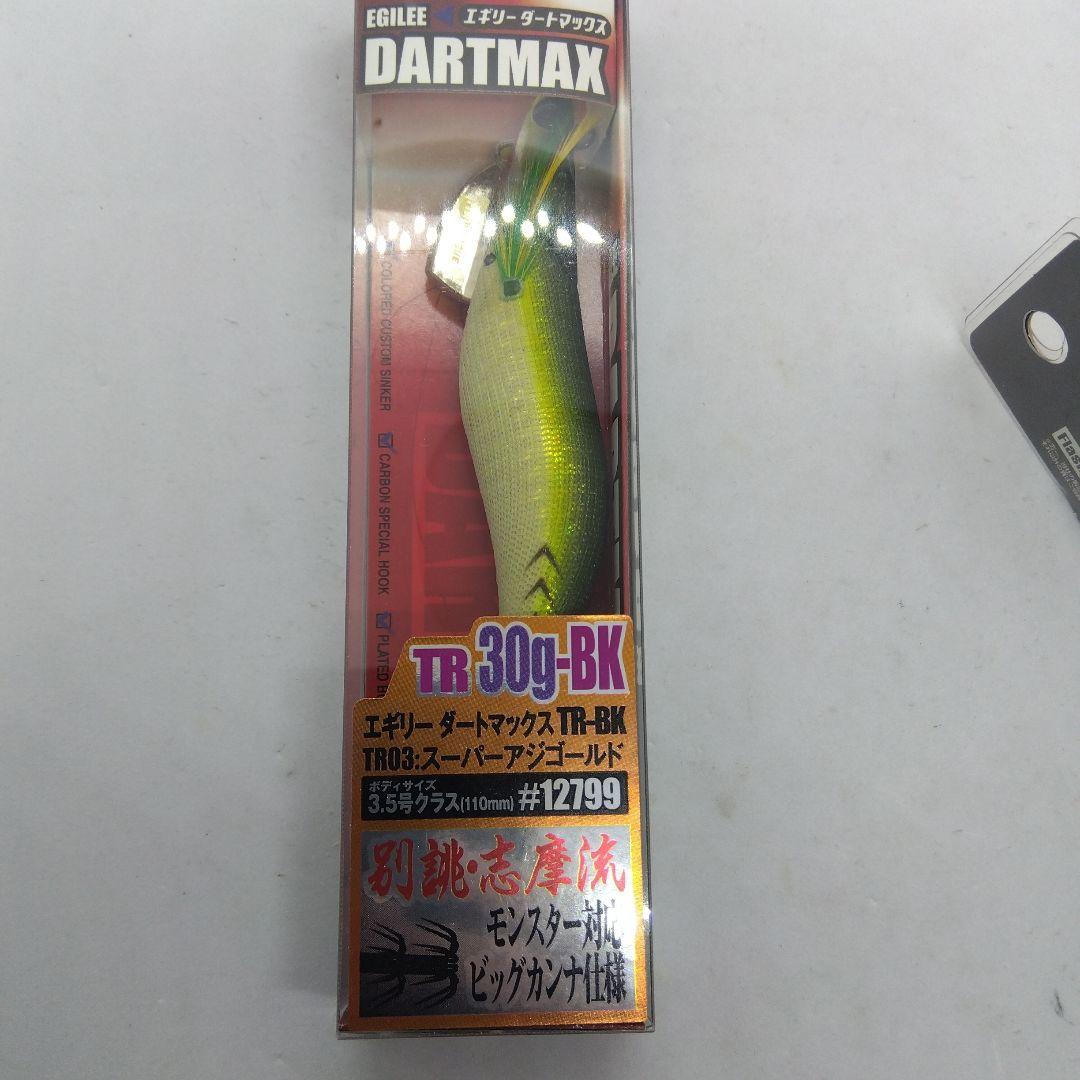 EGILEE エギリー ダートマックス
DARTMAX
COLORED CUSTOM SINKER
CARBON SPECIAL HOOK
PLATED
TR 30g-BK
エギリー ダートマックス TR-BK
TR03:スーパーアジゴールド
ボディサイズ
3.5号クラス(110mm) #12799
別誂・志摩流
モンスター対応
ビッグカンナ仕様